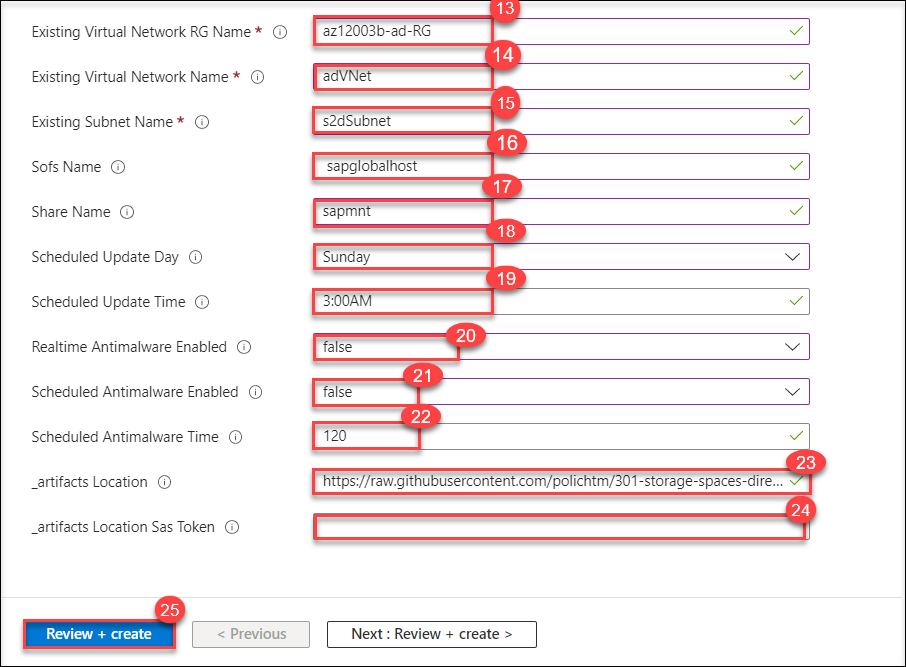 13
Existing Virtual Network RG Name * az12003b-ad-RG
14
Existing Virtual Network Name * adVNet
15
Existing Subnet Name * s2dSubnet
16
Sofs Name sapglobalhost
17
Share Name sapmnt
18
Scheduled Update Day Sunday
19
Scheduled Update Time 3:00AM
20
Realtime Antimalware Enabled false
21
Scheduled Antimalware Enabled false
22
Scheduled Antimalware Time 120
23
_artifacts Location https://raw.githubusercontent.com/polichtm/301-storage-spaces-dire...
24
_artifacts Location Sas Token
25
Review + create < Previous Next : Review + create >